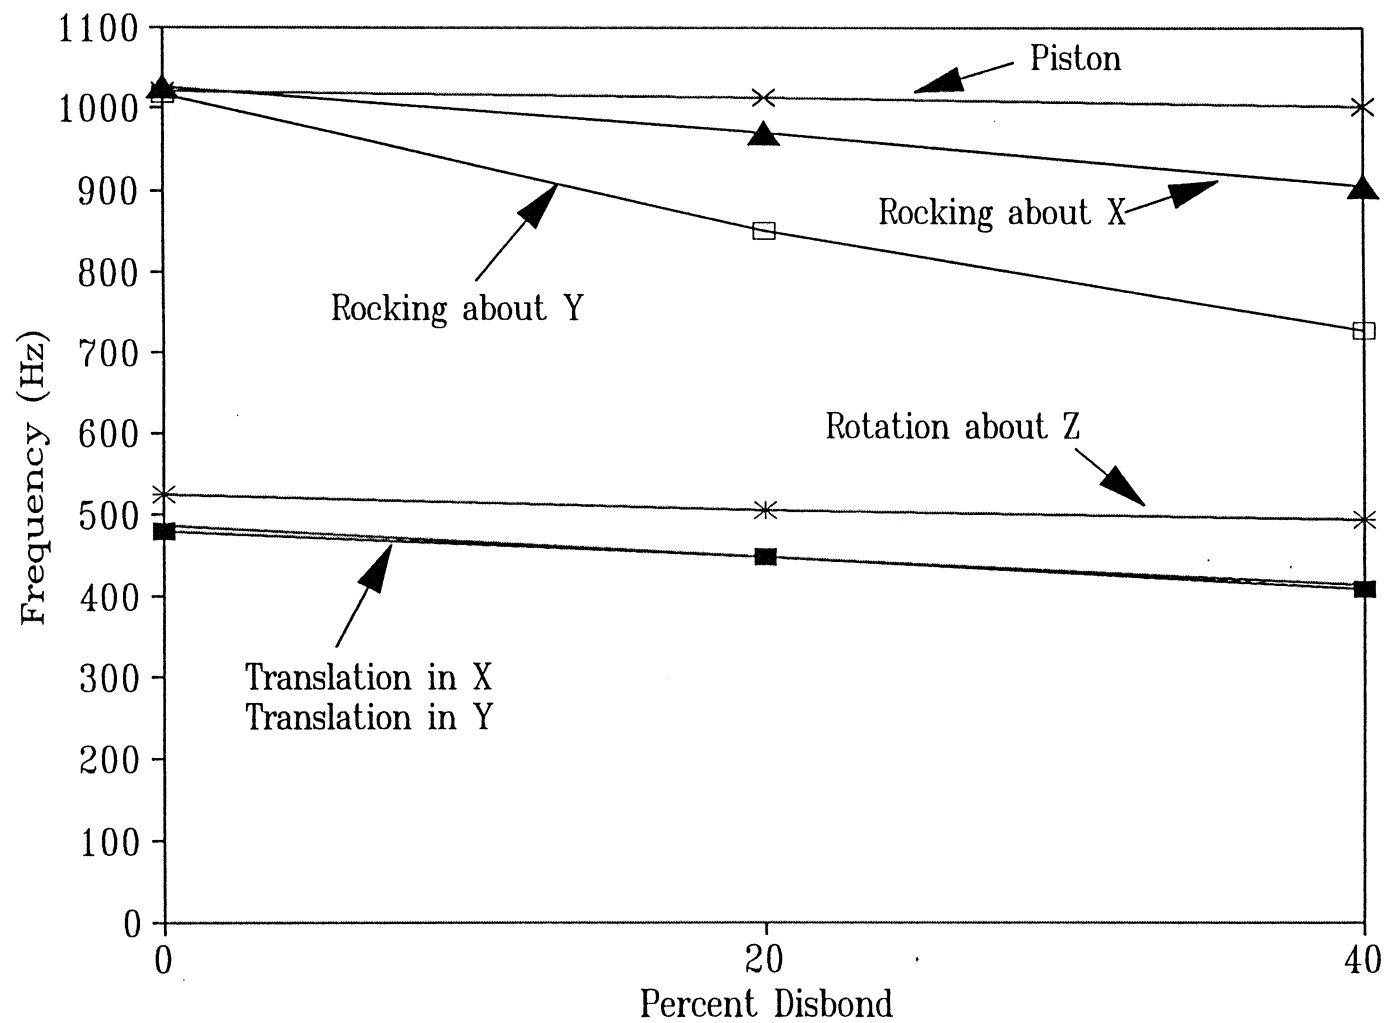 1100
Piston
1000
900
Rocking about X
800
Rocking about Y
700
600
Rotation about Z
500
400
Translation in X
300
Translation in Y
200
100
0
0 20 40
Frequency (Hz)
Percent Disbond